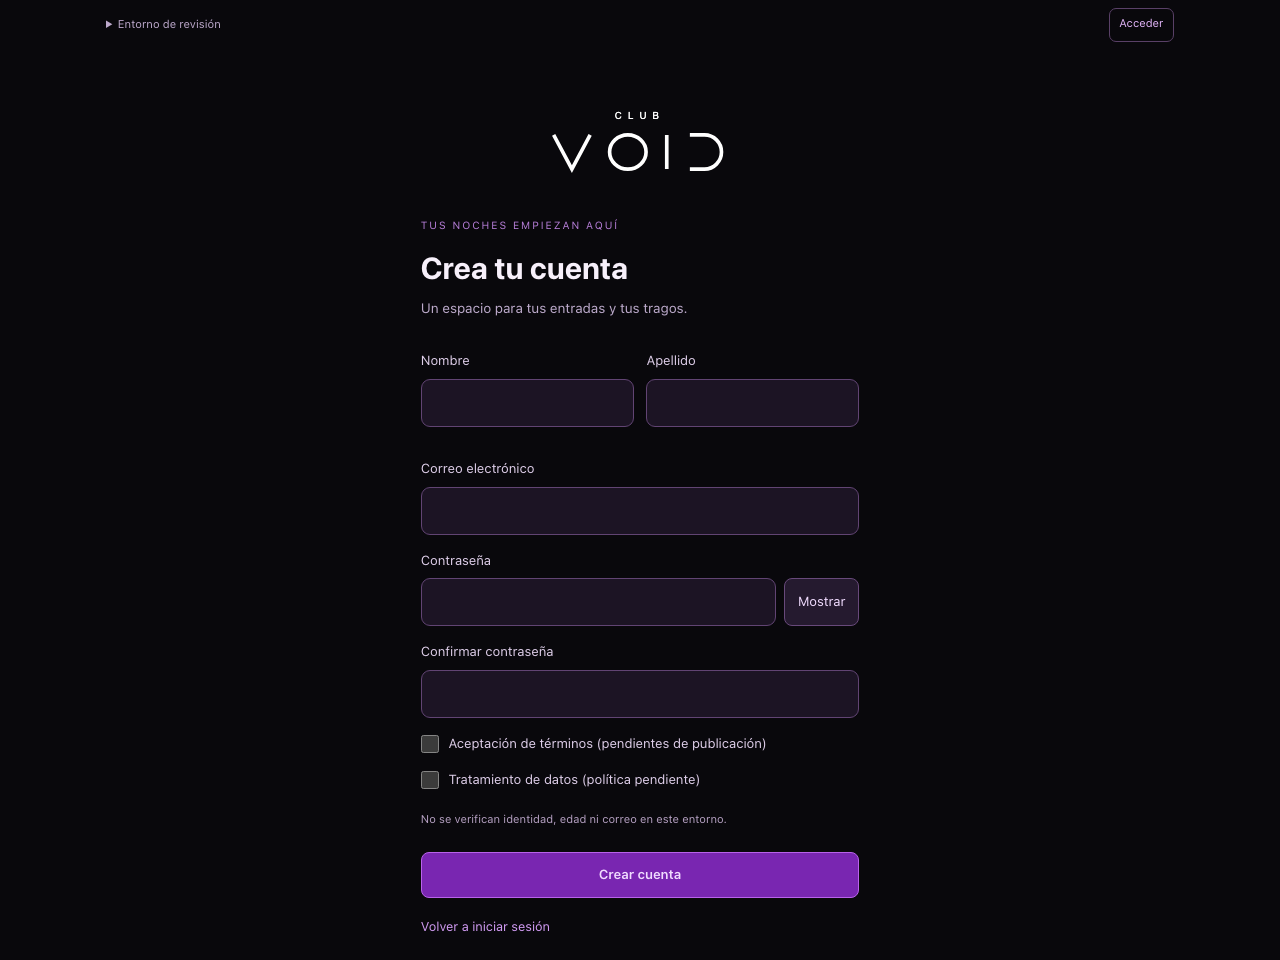 Entorno de revisión
Acceder
CLUB
VOID
TUS NOCHES EMPIEZAN AQUÍ
Crea tu cuenta
Un espacio para tus entradas y tus tragos.
Nombre
Apellido
Correo electrónico
Contraseña
Mostrar
Confirmar contraseña
Aceptación de términos (pendientes de publicación)
Tratamiento de datos (política pendiente)
No se verifican identidad, edad ni correo en este entorno.
Crear cuenta
Volver a iniciar sesión